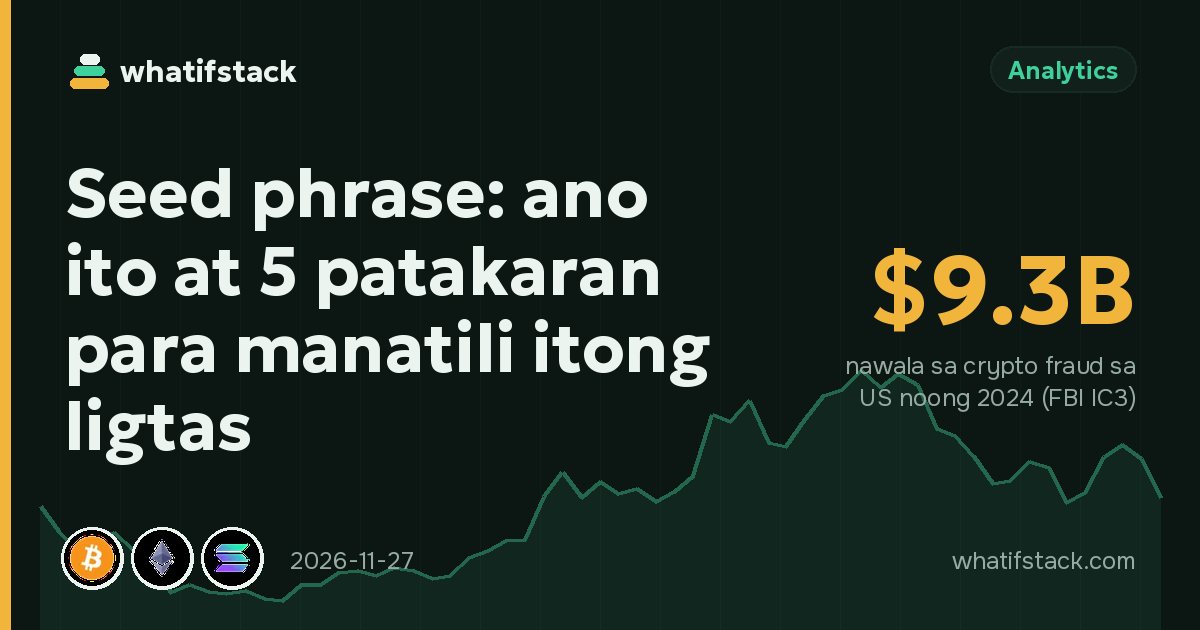 whatifstack
Analytics
Seed phrase: ano
ito at 5 patakaran
para manatili itong
ligtas
$9.3B
nawala sa crypto fraud sa
US noong 2024 (FBI IC3)
2026-11-27
whatifstack.com